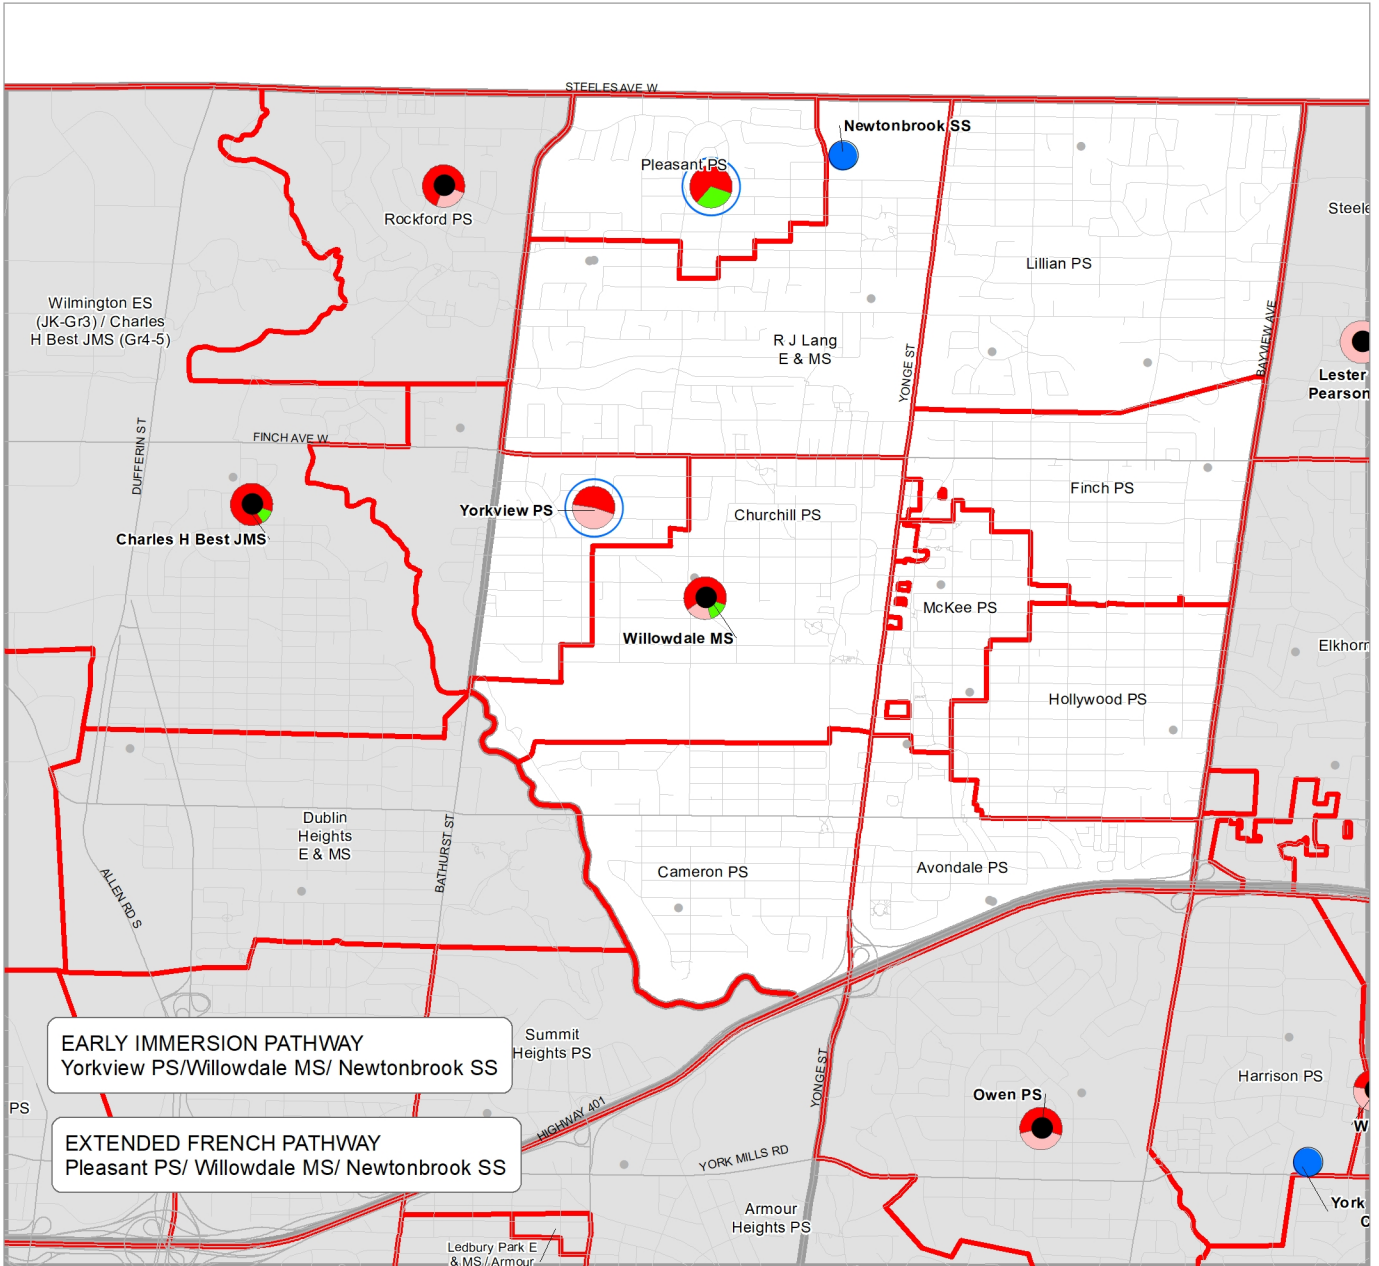 STEELES AVE W
Newtonbrook SS
Pleasant PS
Rockford PS
Steele
Lillian PS
Wilmington ES
(JK-Gr3) / Charles
H Best JMS (Gr4-5)
R J Lang
E & MS
YONGE ST
BAYVIEW AVE
Lester
Pearson
DUFFERIN ST
FINCH AVE W
Finch PS
Yorkview PS
Churchill PS
Charles H Best JMS
McKee PS
Willowdale MS
Elkhorn
Hollywood PS
Dublin
Heights
E & MS
BATHURST ST
Cameron PS
Avondale PS
ALLEN RD S
EARLY IMMERSION PATHWAY
Yorkview PS/Willowdale MS/ Newtonbrook SS
Summit
Heights PS
YONGE ST
Harrison PS
Owen PS
PS
HIGHWAY 401
W
EXTENDED FRENCH PATHWAY
Pleasant PS/ Willowdale MS/ Newtonbrook SS
YORK MILLS RD
York
C
Armour
Heights PS
Ledbury Park E
& MS / Armour